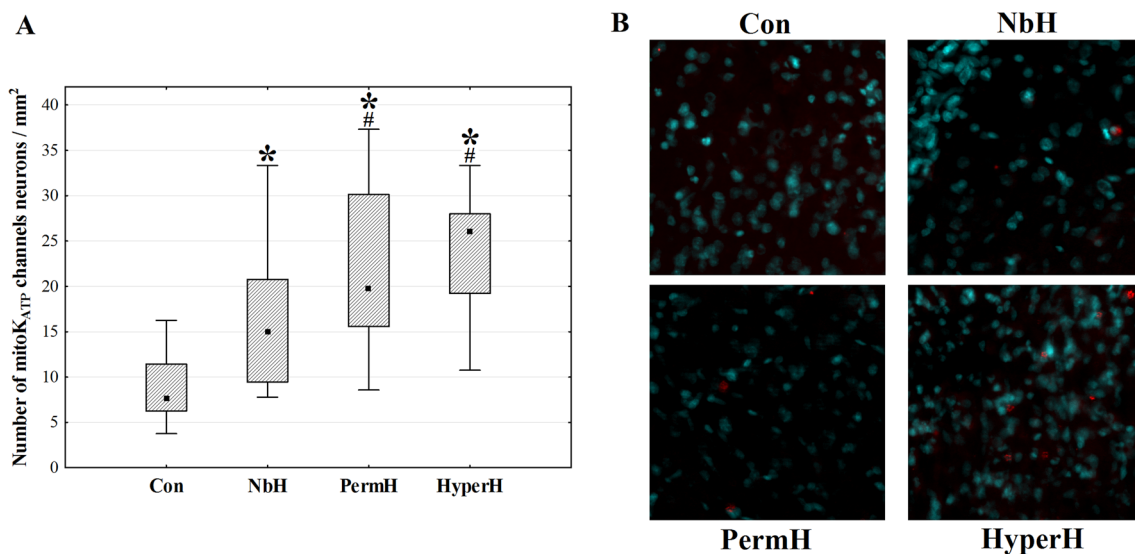 A
Number of mitoK_ATP channels neurons / mm²
40
35
30
25
20
15
10
5
0
*
*
#
*
#
Con
NbH
PermH
HyperH
B
Con
NbH
PermH
HyperH